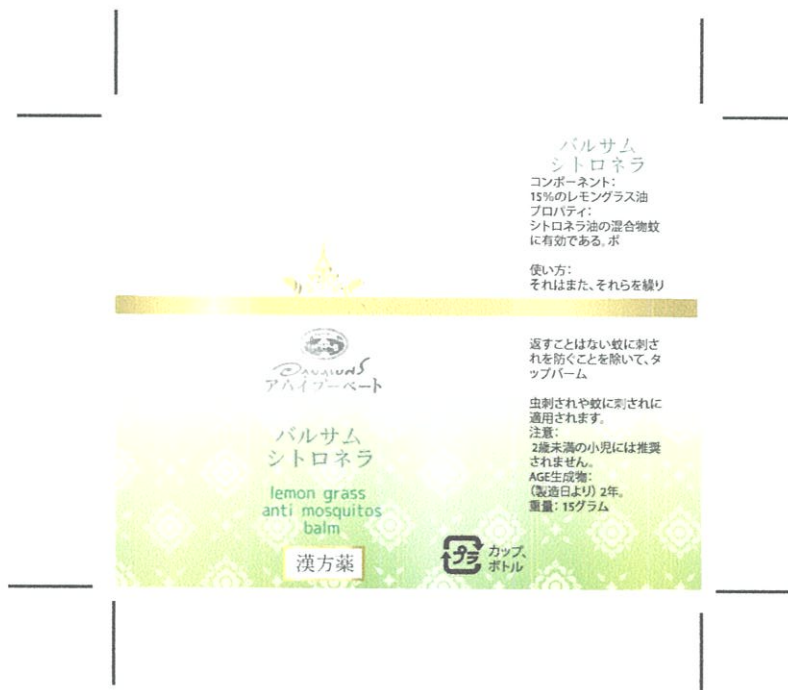 アハイブーベート
バルサム
シトロネラ
lemon grass
anti mosquitos
balm
漢方薬
プラ
カップ、
ボトル
バルサム
シトロネラ
コンポーネント：
15%のレモングラス油
プロパティ：
シトロネラ油の混合物蚊
に有効である。ボ
使い方：
それはまた、それらを繰り
返すことはない蚊に刺さ
れを防ぐことを除いて、タ
ップバーム
虫刺されや蚊に刺されに
適用されます。
注意：
2歳未満の小児には推奨
されません。
AGE生成物：
（製造日より）2年。
重量：15グラム